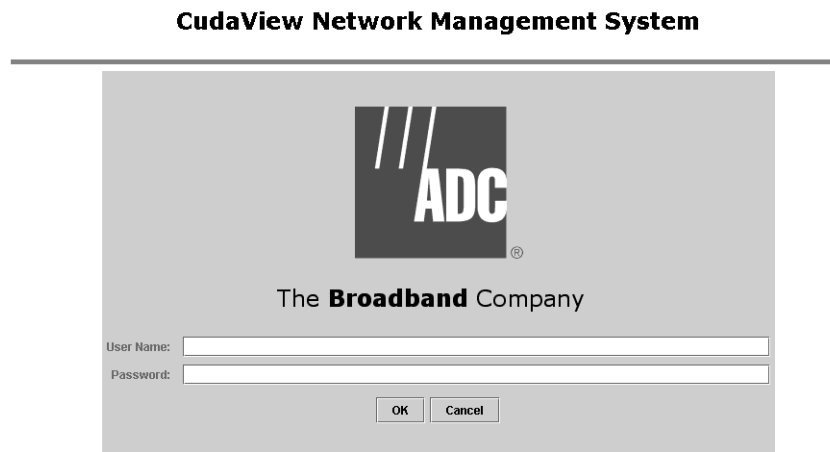 CudaView Network Management System
ADC
®
The Broadband Company
User Name:
Password:
OK Cancel